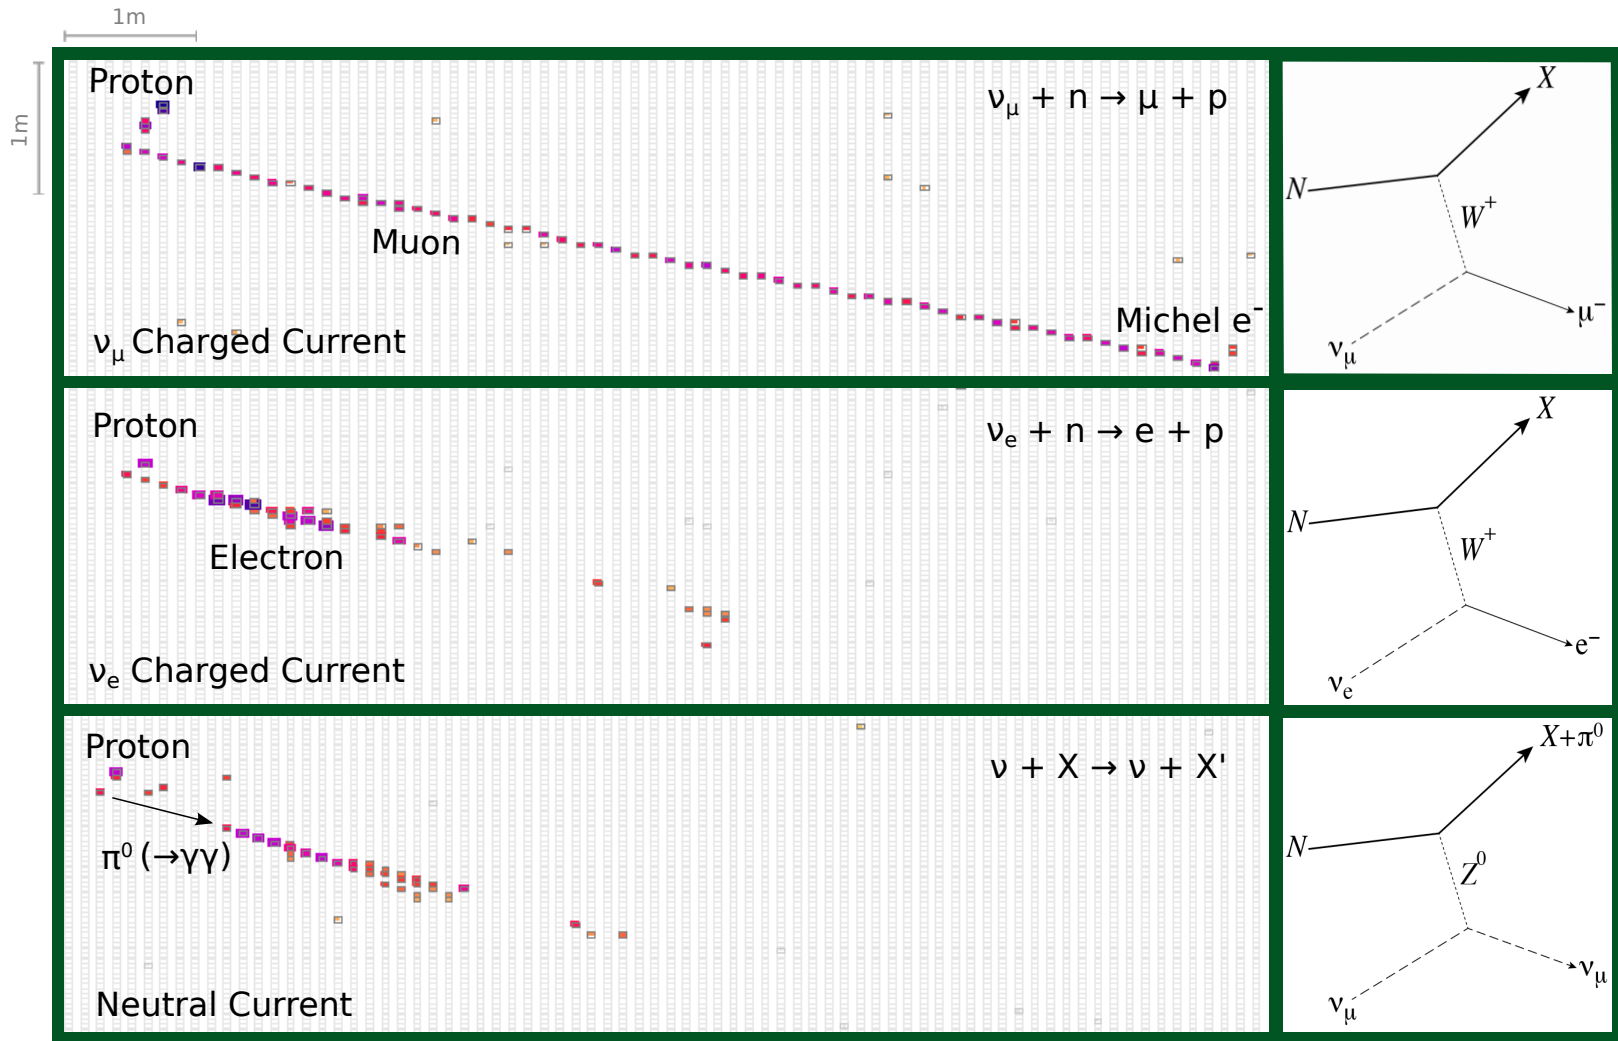 1m
1m
Proton
νμ + n → μ + p
Muon
Michel e⁻
νμ Charged Current
X
N
W⁺
μ⁻
νμ
Proton
νe + n → e + p
Electron
νe Charged Current
X
N
W⁺
e⁻
νe
Proton
ν + X → ν + X'
π⁰ (→γγ)
Neutral Current
X+π⁰
N
Z⁰
νμ
νμ